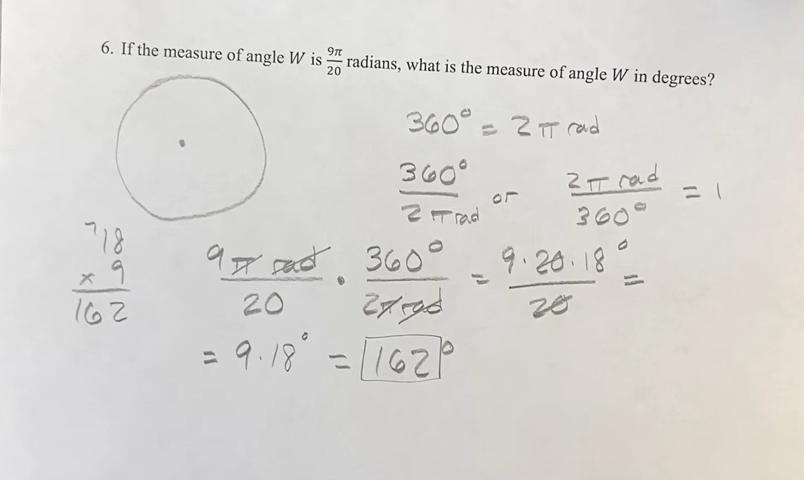 6. If the measure of angle W is 9π/20 radians, what is the measure of angle W in degrees?
360° = 2π rad
360°/2π rad or 2π rad/360° = 1
718
× 9
162
9π rad/20 · 360°/2π rad = 9·20·18°/20 =
= 9·18° = 162°